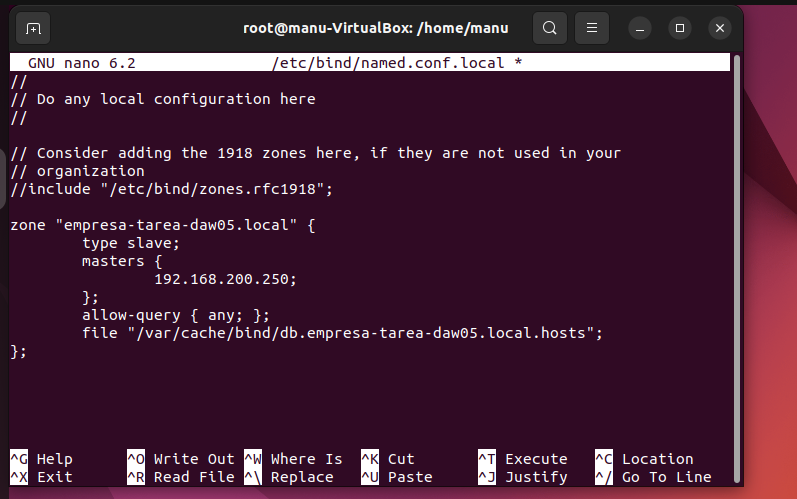 root@manu-VirtualBox: /home/manu
GNU nano 6.2 /etc/bind/named.conf.local *
//
// Do any local configuration here
//
// Consider adding the 1918 zones here, if they are not used in your
// organization
//include "/etc/bind/zones.rfc1918";
zone "empresa-tarea-daw05.local" {
        type slave;
        masters {
                192.168.200.250;
        };
        allow-query { any; };
        file "/var/cache/bind/db.empresa-tarea-daw05.local.hosts";
};
^G Help ^O Write Out ^W Where Is ^K Cut ^T Execute ^C Location
^X Exit ^R Read File ^\ Replace ^U Paste ^J Justify ^/ Go To Line